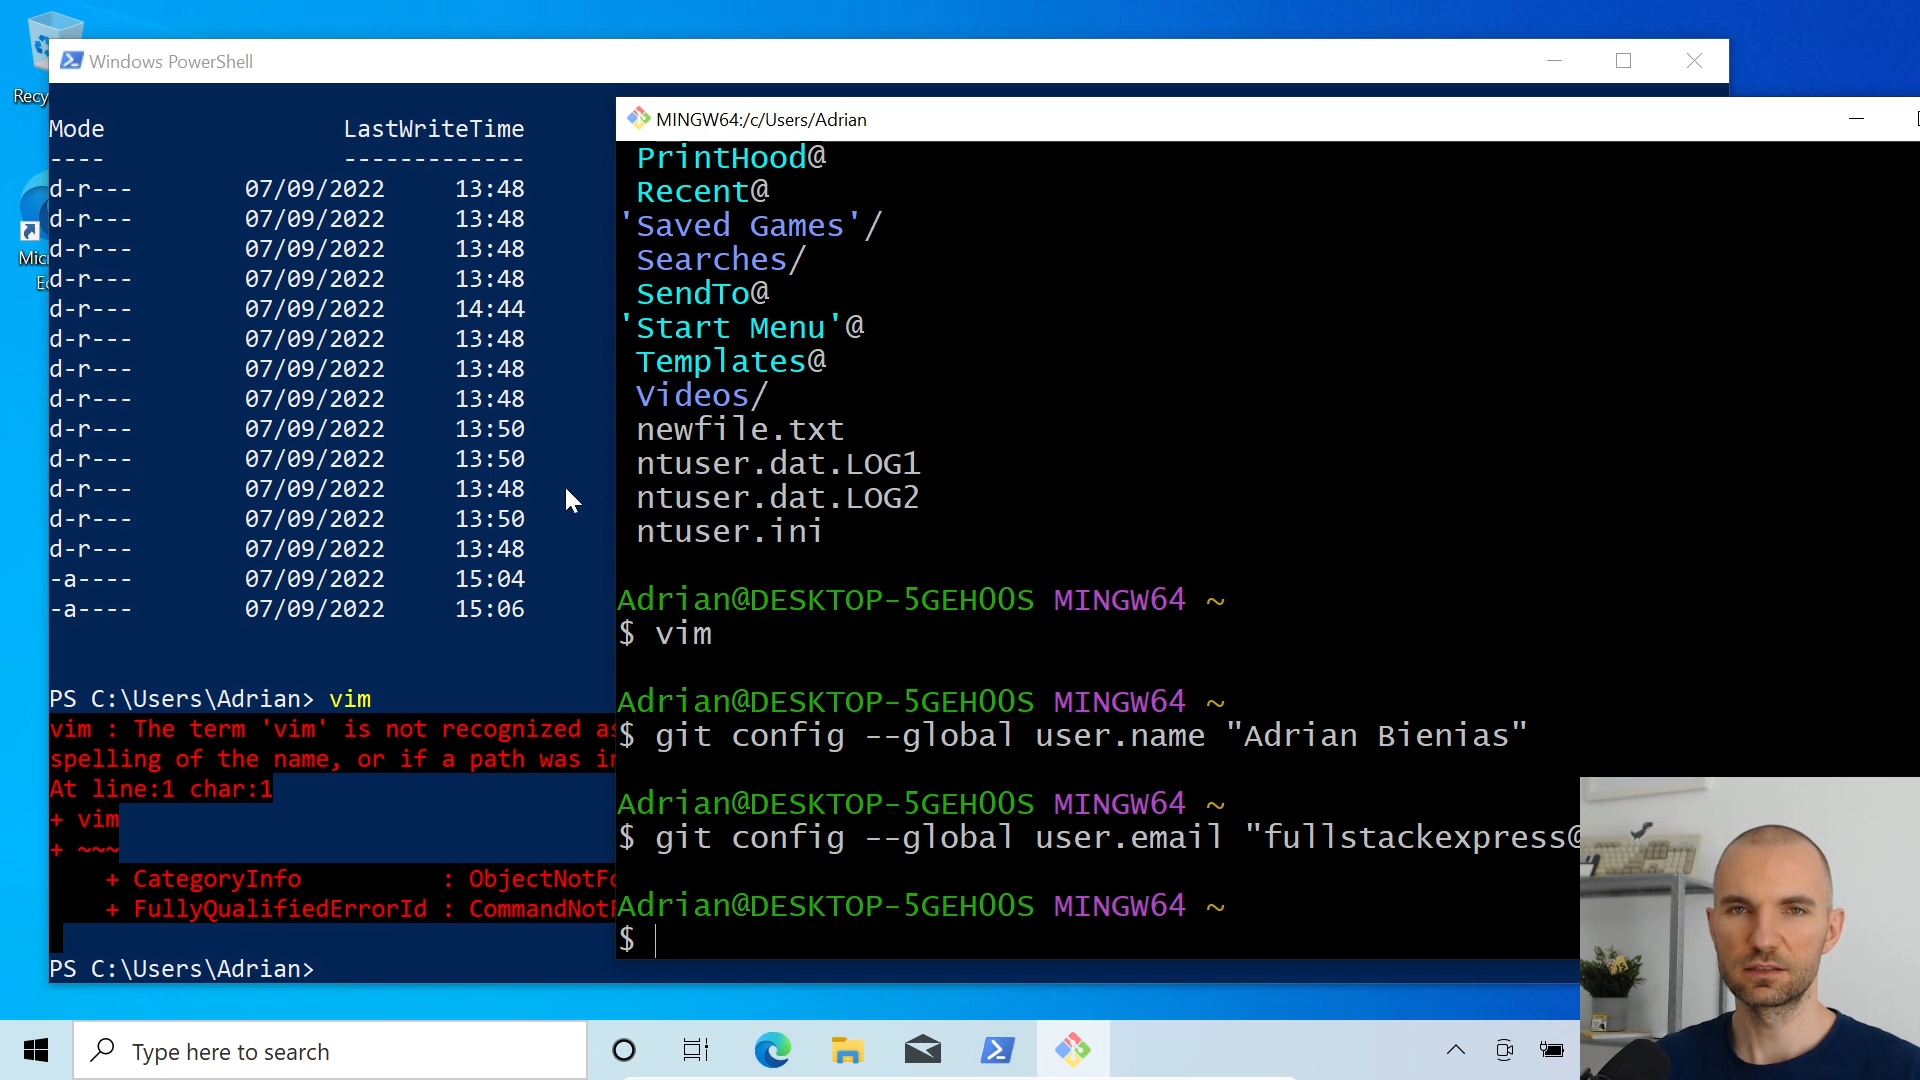 Recy
Mic
Windows PowerShell
Mode LastWriteTime
---- -------------
d-r--- 07/09/2022 13:48
d-r--- 07/09/2022 13:48
d-r--- 07/09/2022 13:48
d-r--- 07/09/2022 13:48
d-r--- 07/09/2022 14:44
d-r--- 07/09/2022 13:48
d-r--- 07/09/2022 13:48
d-r--- 07/09/2022 13:48
d-r--- 07/09/2022 13:50
d-r--- 07/09/2022 13:50
d-r--- 07/09/2022 13:48
d-r--- 07/09/2022 13:50
d-r--- 07/09/2022 13:48
-a---- 07/09/2022 15:04
-a---- 07/09/2022 15:06
PS C:\Users\Adrian> vim
vim : The term 'vim' is not recognized as
spelling of the name, or if a path was in
At line:1 char:1
+ vim
+ ~~~
+ CategoryInfo : ObjectNotFo
+ FullyQualifiedErrorId : CommandNotF
PS C:\Users\Adrian>
MINGW64:/c/Users/Adrian
PrintHood@
Recent@
'Saved Games'/
Searches/
SendTo@
'Start Menu'@
Templates@
Videos/
newfile.txt
ntuser.dat.LOG1
ntuser.dat.LOG2
ntuser.ini
Adrian@DESKTOP-5GEH0OS MINGW64 ~
$ vim
Adrian@DESKTOP-5GEH0OS MINGW64 ~
$ git config --global user.name "Adrian Bienias"
Adrian@DESKTOP-5GEH0OS MINGW64 ~
$ git config --global user.email "fullstackexpress@
Adrian@DESKTOP-5GEH0OS MINGW64 ~
$
Type here to search